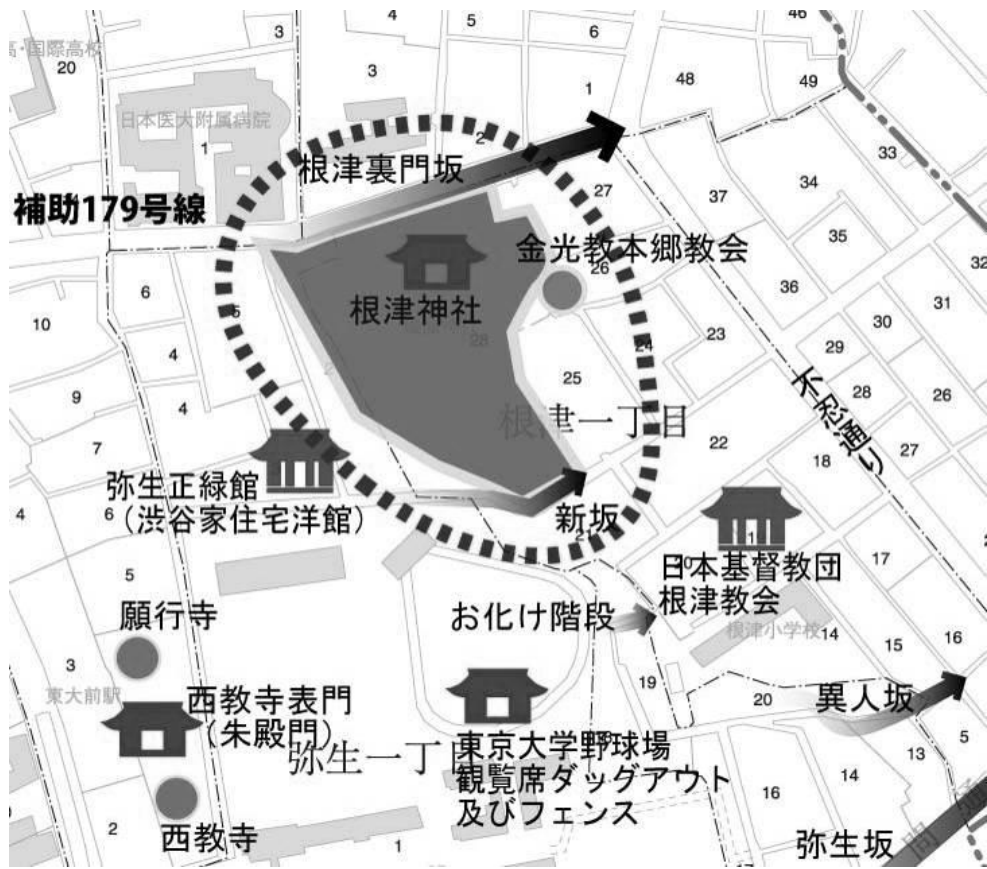 4
5
46
3
6
高・国際高校
20
3
1
48
49
日本医大附属病院
1
2
33
根津裏門坂
34
27
37
補助179号線
35
金光教本郷教会
26
32
36
6
根津神社
31
5
10
28
30
23
24
29
4
25
28
26
9
不忍通り
4
根津一丁目
22
7
27
18
弥生正緑館
（渋谷家住宅洋館）
4
6
新坂
21
1
17
5
日本基督教団
根津教会
願行寺
お化け階段
根津小学校
14
15
16
3
19
東大前駅
20
異人坂
西教寺表門
（朱殿門）
弥生一丁目
東京大学野球場
観覧席ダッグアウト
及びフェンス
13
5
14
16
2
西教寺
1
弥生坂
17